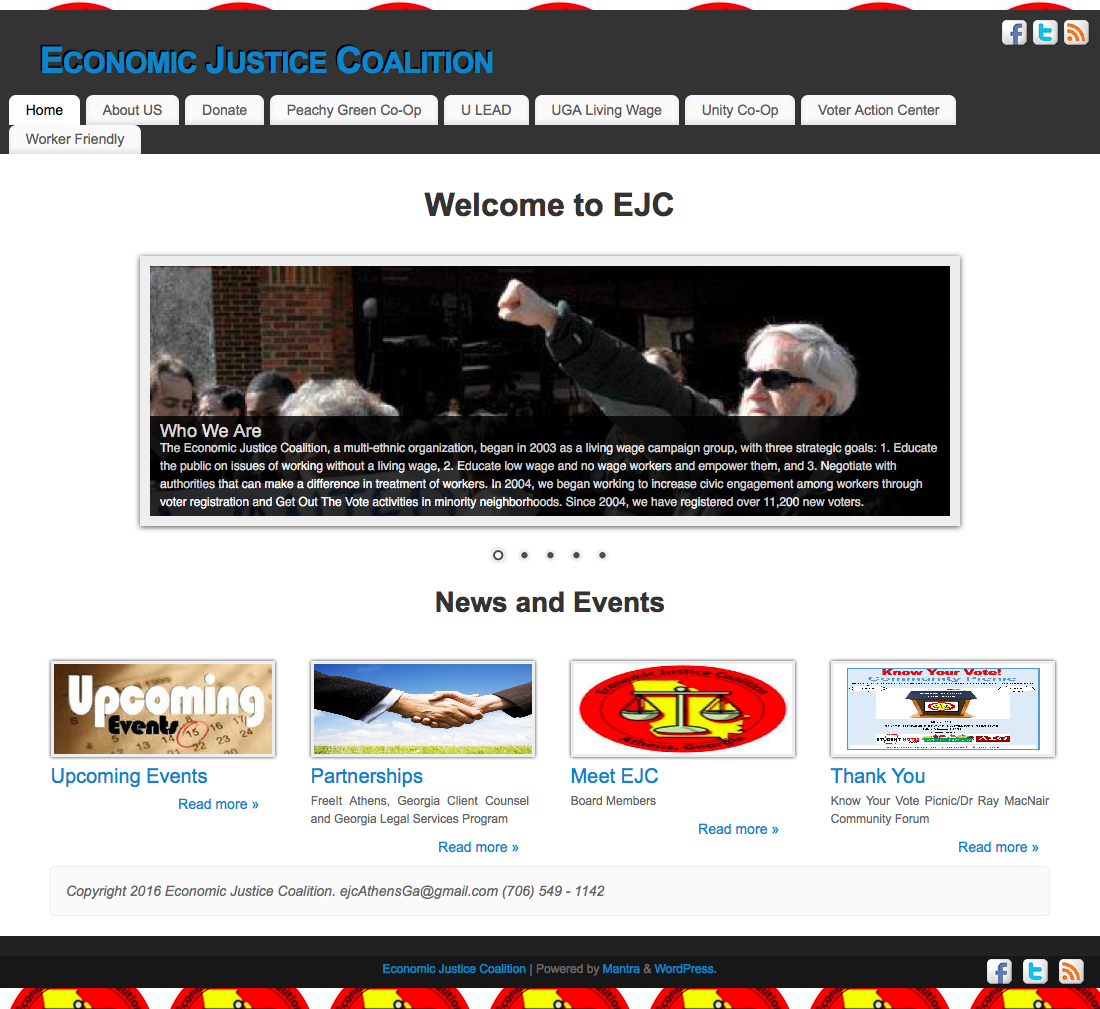 Economic Justice Coalition
Home
About US
Donate
Peachy Green Co-Op
U LEAD
UGA Living Wage
Unity Co-Op
Voter Action Center
Worker Friendly
Welcome to EJC
Who We Are
The Economic Justice Coalition, a multi-ethnic organization, began in 2003 as a living wage campaign group, with three strategic goals: 1. Educate
the public on issues of working without a living wage, 2. Educate low wage and no wage workers and empower them, and 3. Negotiate with
authorities that can make a difference in treatment of workers. In 2004, we began working to increase civic engagement among workers through
voter registration and Get Out The Vote activities in minority neighborhoods. Since 2004, we have registered over 11,200 new voters.
News and Events
Upcoming
Events
Economic Justice Coalition
Athens, Georgia
Know Your Vote!
Community Picnic
Upcoming Events
Read more »
Partnerships
FreeIt Athens, Georgia Client Counsel
and Georgia Legal Services Program
Read more »
Meet EJC
Board Members
Read more »
Thank You
Know Your Vote Picnic/Dr Ray MacNair
Community Forum
Read more »
Copyright 2016 Economic Justice Coalition. ejcAthensGa@gmail.com (706) 549 - 1142
Economic Justice Coalition | Powered by Mantra & WordPress.